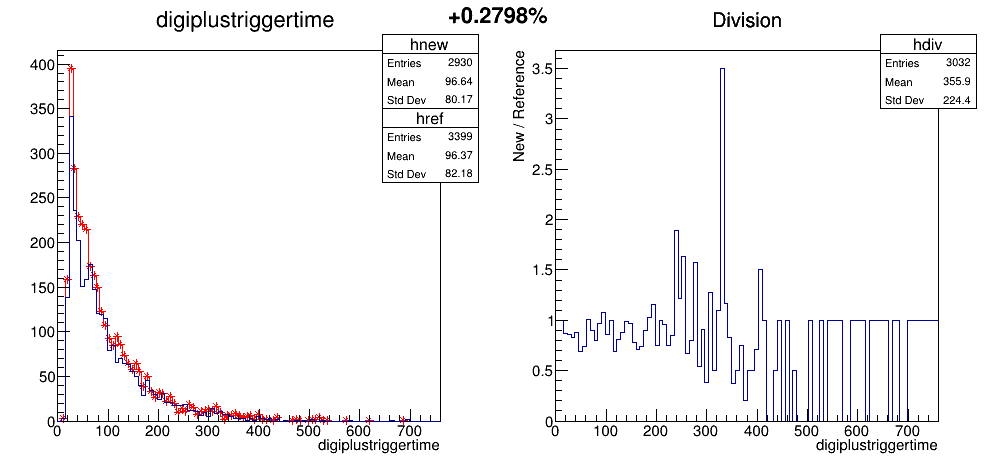 +0.2798%
digiplustriggertime
hnew
Entries 2930
Mean 96.64
Std Dev 80.17
href
Entries 3399
Mean 96.37
Std Dev 82.18
400
350
300
250
200
150
100
50
0
0 100 200 300 400 500 600 700
digiplustriggertime
Division
hdiv
Entries 3032
Mean 355.9
Std Dev 224.4
New / Reference
3.5
3
2.5
2
1.5
1
0.5
0
0 100 200 300 400 500 600 700
digiplustriggertime